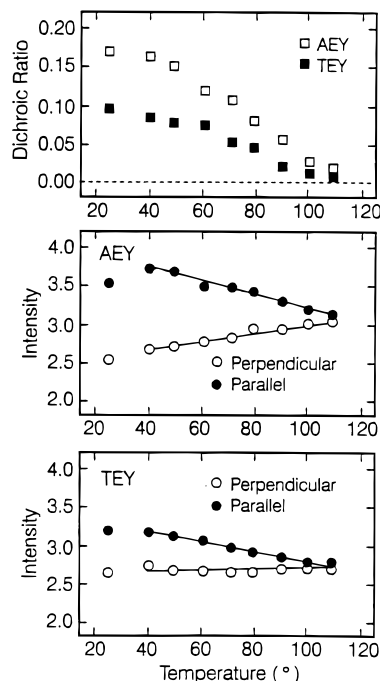 Dichroic Ratio
0.20
0.15
0.10
0.05
0.00
AEY
TEY
20 40 60 80 100 120
Intensity
4.0
3.5
3.0
2.5
2.0
AEY
Perpendicular
Parallel
20 40 60 80 100 120
Intensity
4.0
3.5
3.0
2.5
2.0
TEY
Perpendicular
Parallel
20 40 60 80 100 120
Temperature (°)